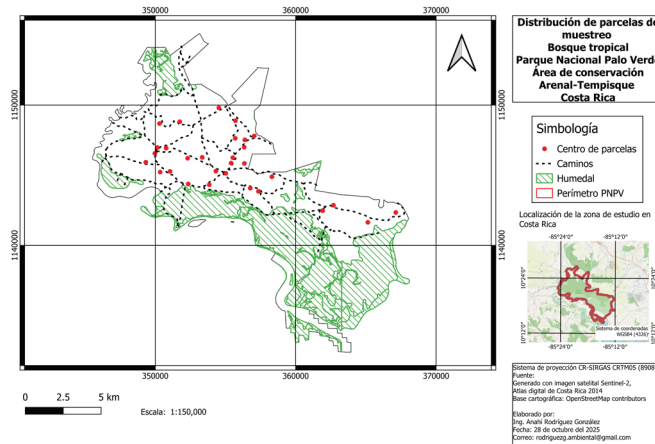 350000
360000
370000
1150000
1150000
1140000
1140000
350000
360000
370000
0 2.5 5 km
Escala: 1:150,000
Distribución de parcelas de
muestreo
Bosque tropical
Parque Nacional Palo Verde
Área de conservación
Arenal-Tempisque
Costa Rica
Simbología
Centro de parcelas
Caminos
Humedal
Perímetro PNPV
Localización de la zona de estudio en
Costa Rica
-85°24'0" -85°12'0"
10°24'0"
10°24'0"
10°12'0"
10°12'0"
Sistema de coordenadas
WGS84 (4326)
-85°24'0" -85°12'0"
Sistema de proyección CR-SIRGAS CRTM05 (8908)
Fuente:
Generado con imagen satelital Sentinel-2,
Atlas digital de Costa Rica 2014
Base cartográfica: OpenStreetMap contributors
Elaborado por:
Ing. Anahí Rodríguez González
Fecha: 28 de octubre del 2025
Correo: rodriguezg.ambiental@gmail.com